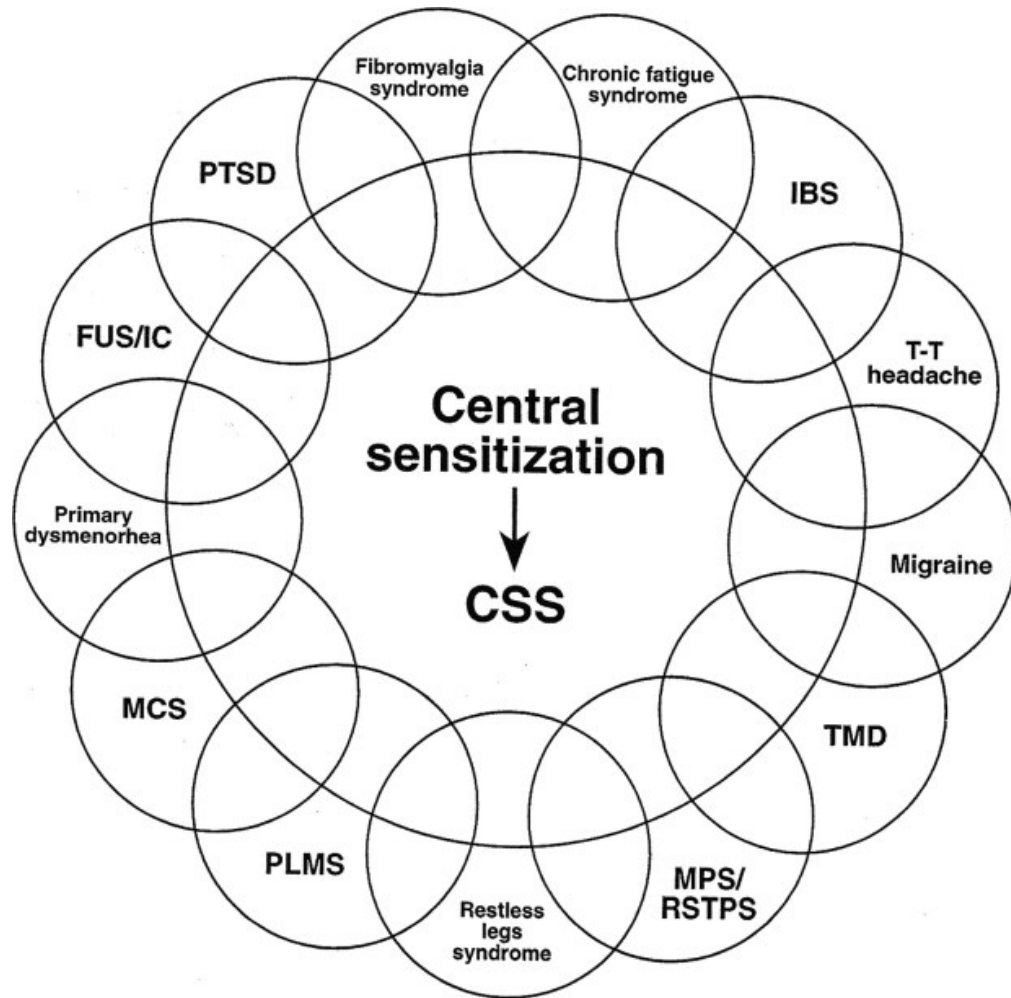 Fibromyalgia
syndrome
Chronic fatigue
syndrome
PTSD
IBS
FUS/IC
T-T
headache
Central
sensitization
CSS
Primary
dysmenorhea
Migraine
MCS
TMD
PLMS
MPS/
RSTPS
Restless
legs
syndrome